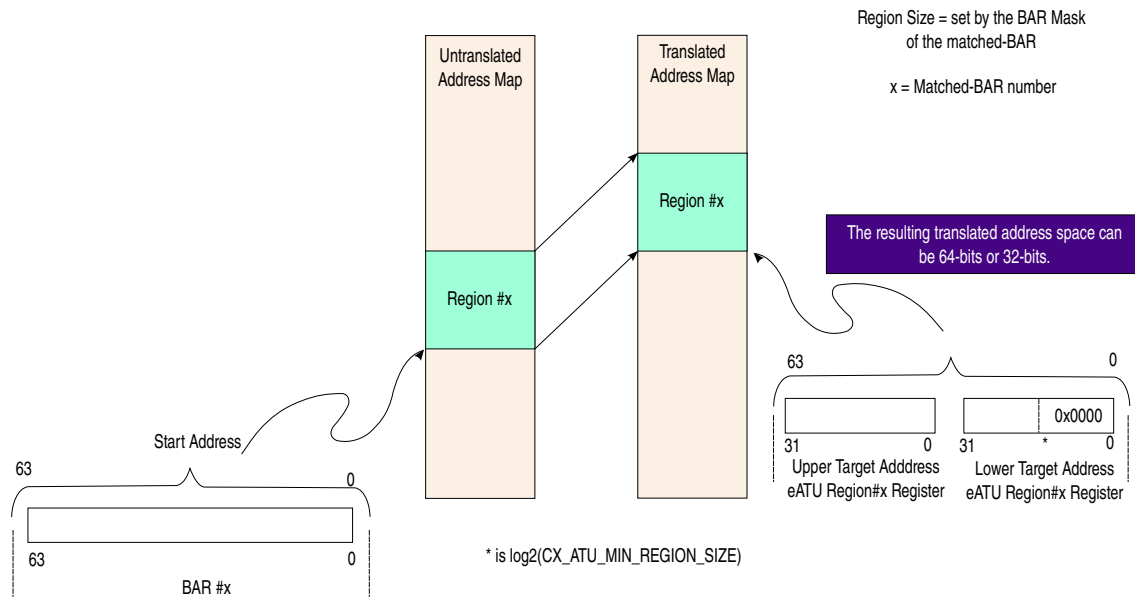 Region Size = set by the BAR Mask
of the matched-BAR
x = Matched-BAR number
Untranslated
Address Map
Translated
Address Map
Region #x
Region #x
The resulting translated address space can
be 64-bits or 32-bits.
63
0
0x0000
31
0
31
*
0
Upper Target Adddress
eATU Region#x Register
Lower Target Address
eATU Region#x Register
Start Address
63
0
63
0
BAR #x
* is log2(CX_ATU_MIN_REGION_SIZE)